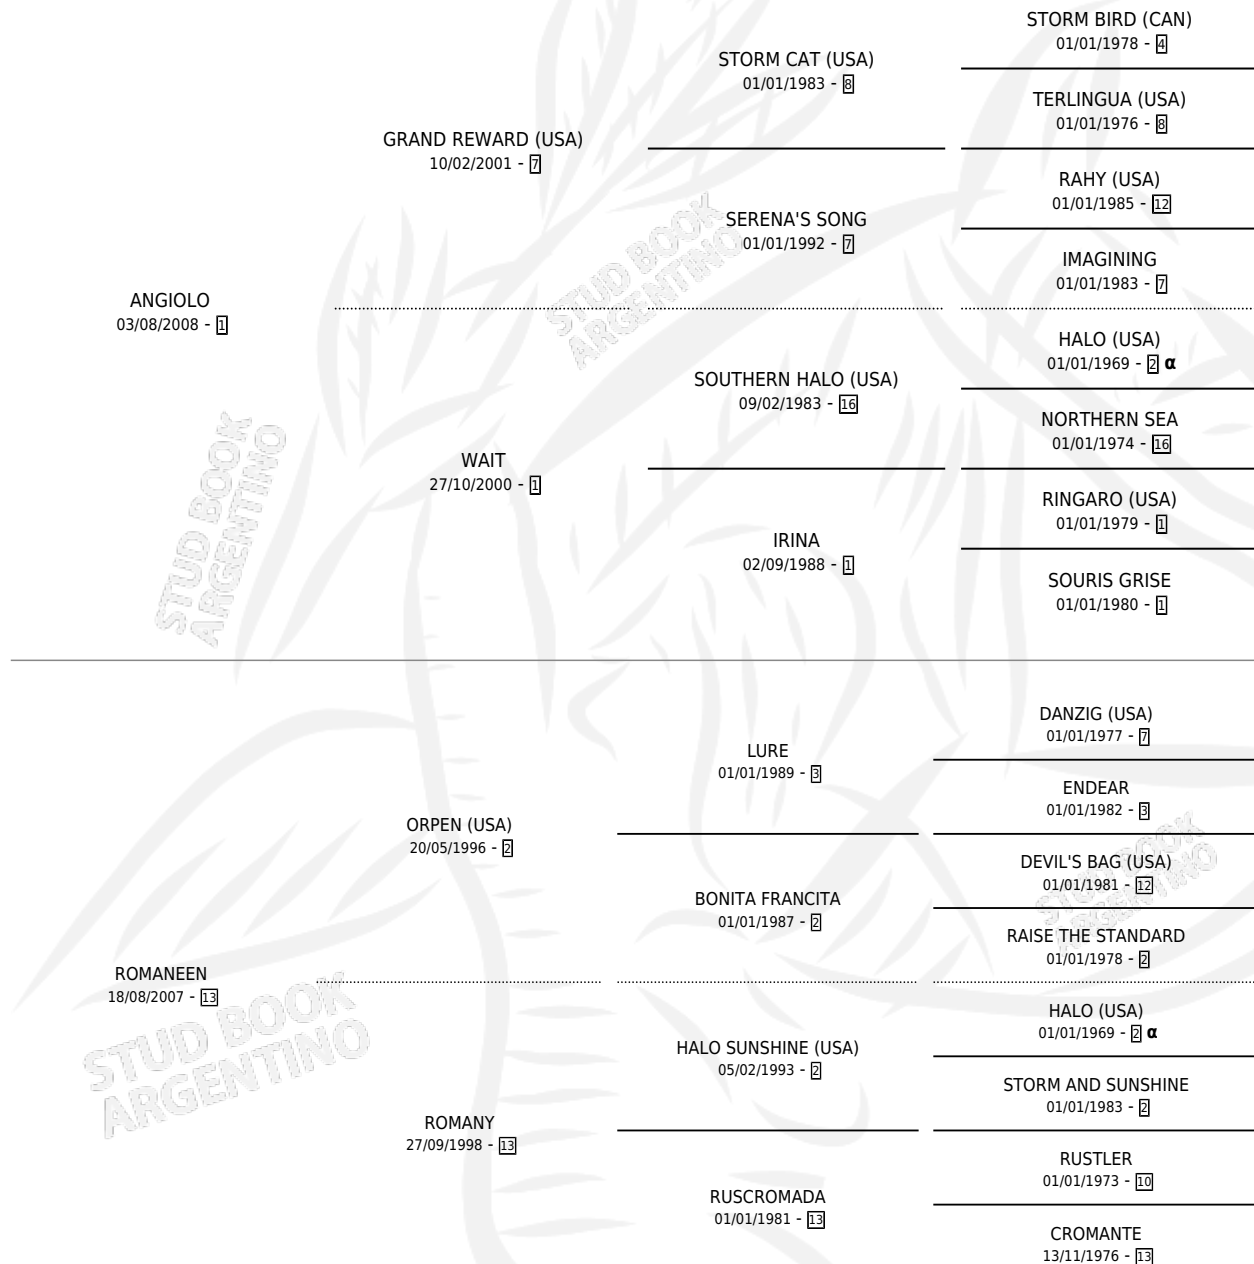 STORM BIRD (CAN)
01/01/1978 - 4
STORM CAT (USA)
01/01/1983 - 8
TERLINGUA (USA)
01/01/1976 - 8
GRAND REWARD (USA)
10/02/2001 - 7
RAHY (USA)
01/01/1985 - 12
SERENA'S SONG
01/01/1992 - 7
IMAGINING
01/01/1983 - 7
ANGIOLO
03/08/2008 - 1
HALO (USA)
01/01/1969 - 2 α
SOUTHERN HALO (USA)
09/02/1983 - 16
NORTHERN SEA
01/01/1974 - 16
WAIT
27/10/2000 - 1
RINGARO (USA)
01/01/1979 - 1
IRINA
02/09/1988 - 1
SOURIS GRISE
01/01/1980 - 1
STUD BOOK
ARGENTINO
STUD BOOK
ARGENTINO
DANZIG (USA)
01/01/1977 - 7
LURE
01/01/1989 - 3
ENDEAR
01/01/1982 - 3
ORPEN (USA)
20/05/1996 - 2
DEVIL'S BAG (USA)
01/01/1981 - 12
BONITA FRANCITA
01/01/1987 - 2
RAISE THE STANDARD
01/01/1978 - 2
ROMANEEN
18/08/2007 - 13
HALO (USA)
01/01/1969 - 2 α
HALO SUNSHINE (USA)
05/02/1993 - 2
STORM AND SUNSHINE
01/01/1983 - 2
ROMANY
27/09/1998 - 13
RUSTLER
01/01/1973 - 10
RUSCROMADA
01/01/1981 - 13
CROMANTE
13/11/1976 - 13
STUD BOOK
ARGENTINO
STUD BOOK
ARGENTINO